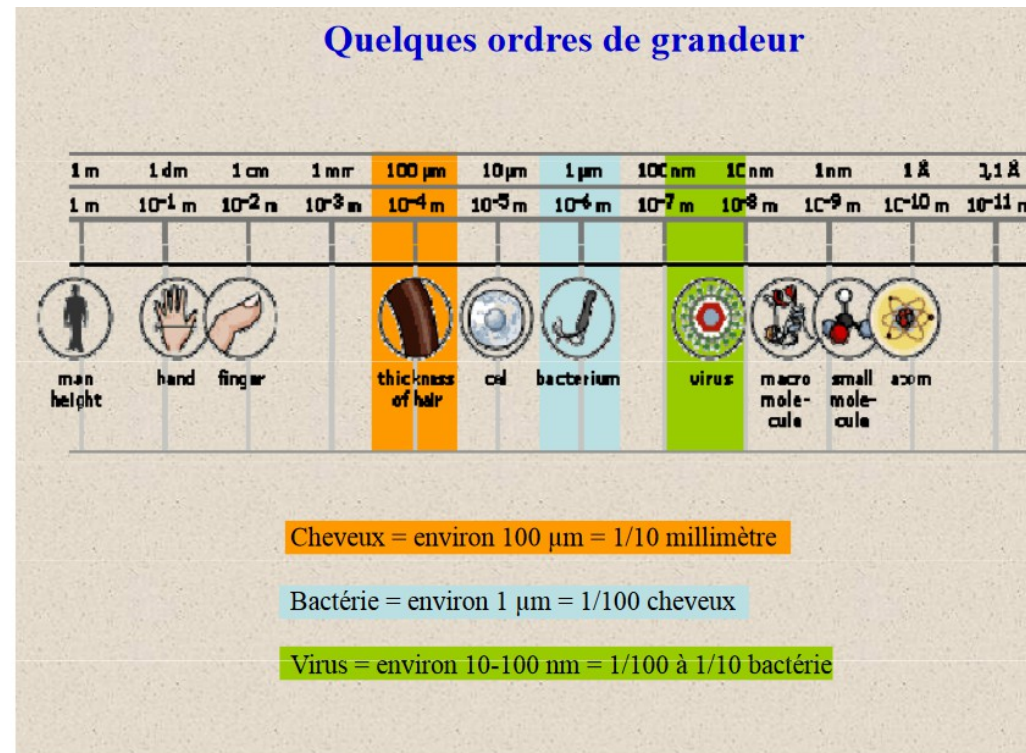 Quelques ordres de grandeur
1 m 1 dm 1 cm 1 mm 100 µm 10 µm 1 µm 100 nm 10 nm 1 nm 1 Å 0,1 Å
1 m 10-1 m 10-2 m 10-3 m 10-4 m 10-5 m 10-6 m 10-7 m 10-8 m 10-9 m 10-10 m 10-11 m
man height
hand
finger
thickness of hair
cell
bacterium
virus
macro mole- cule
small mole- cule
atom
Cheveux = environ 100 µm = 1/10 millimètre
Bactérie = environ 1 µm = 1/100 cheveux
Virus = environ 10-100 nm = 1/100 à 1/10 bactérie